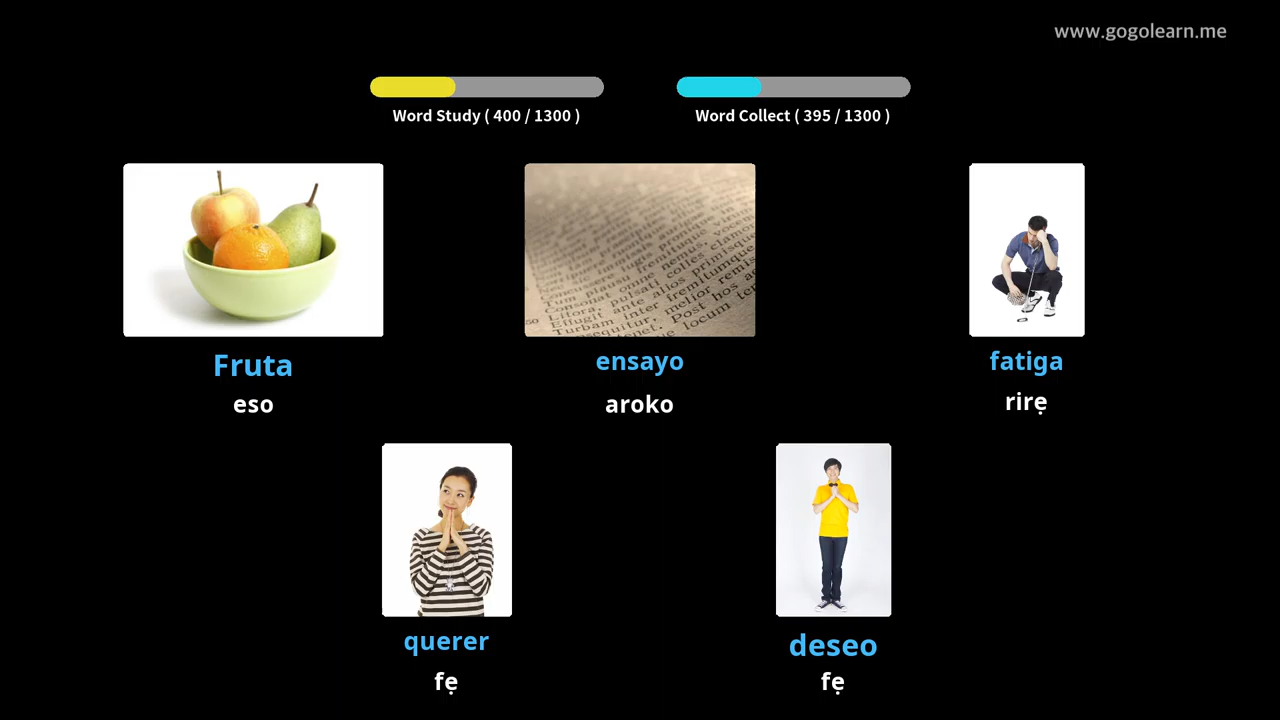 www.gogolearn.me
Word Study ( 400 / 1300 )
Word Collect ( 395 / 1300 )
Fruta
eso
ensayo
aroko
fatiga
rirẹ
querer
fẹ
deseo
fẹ